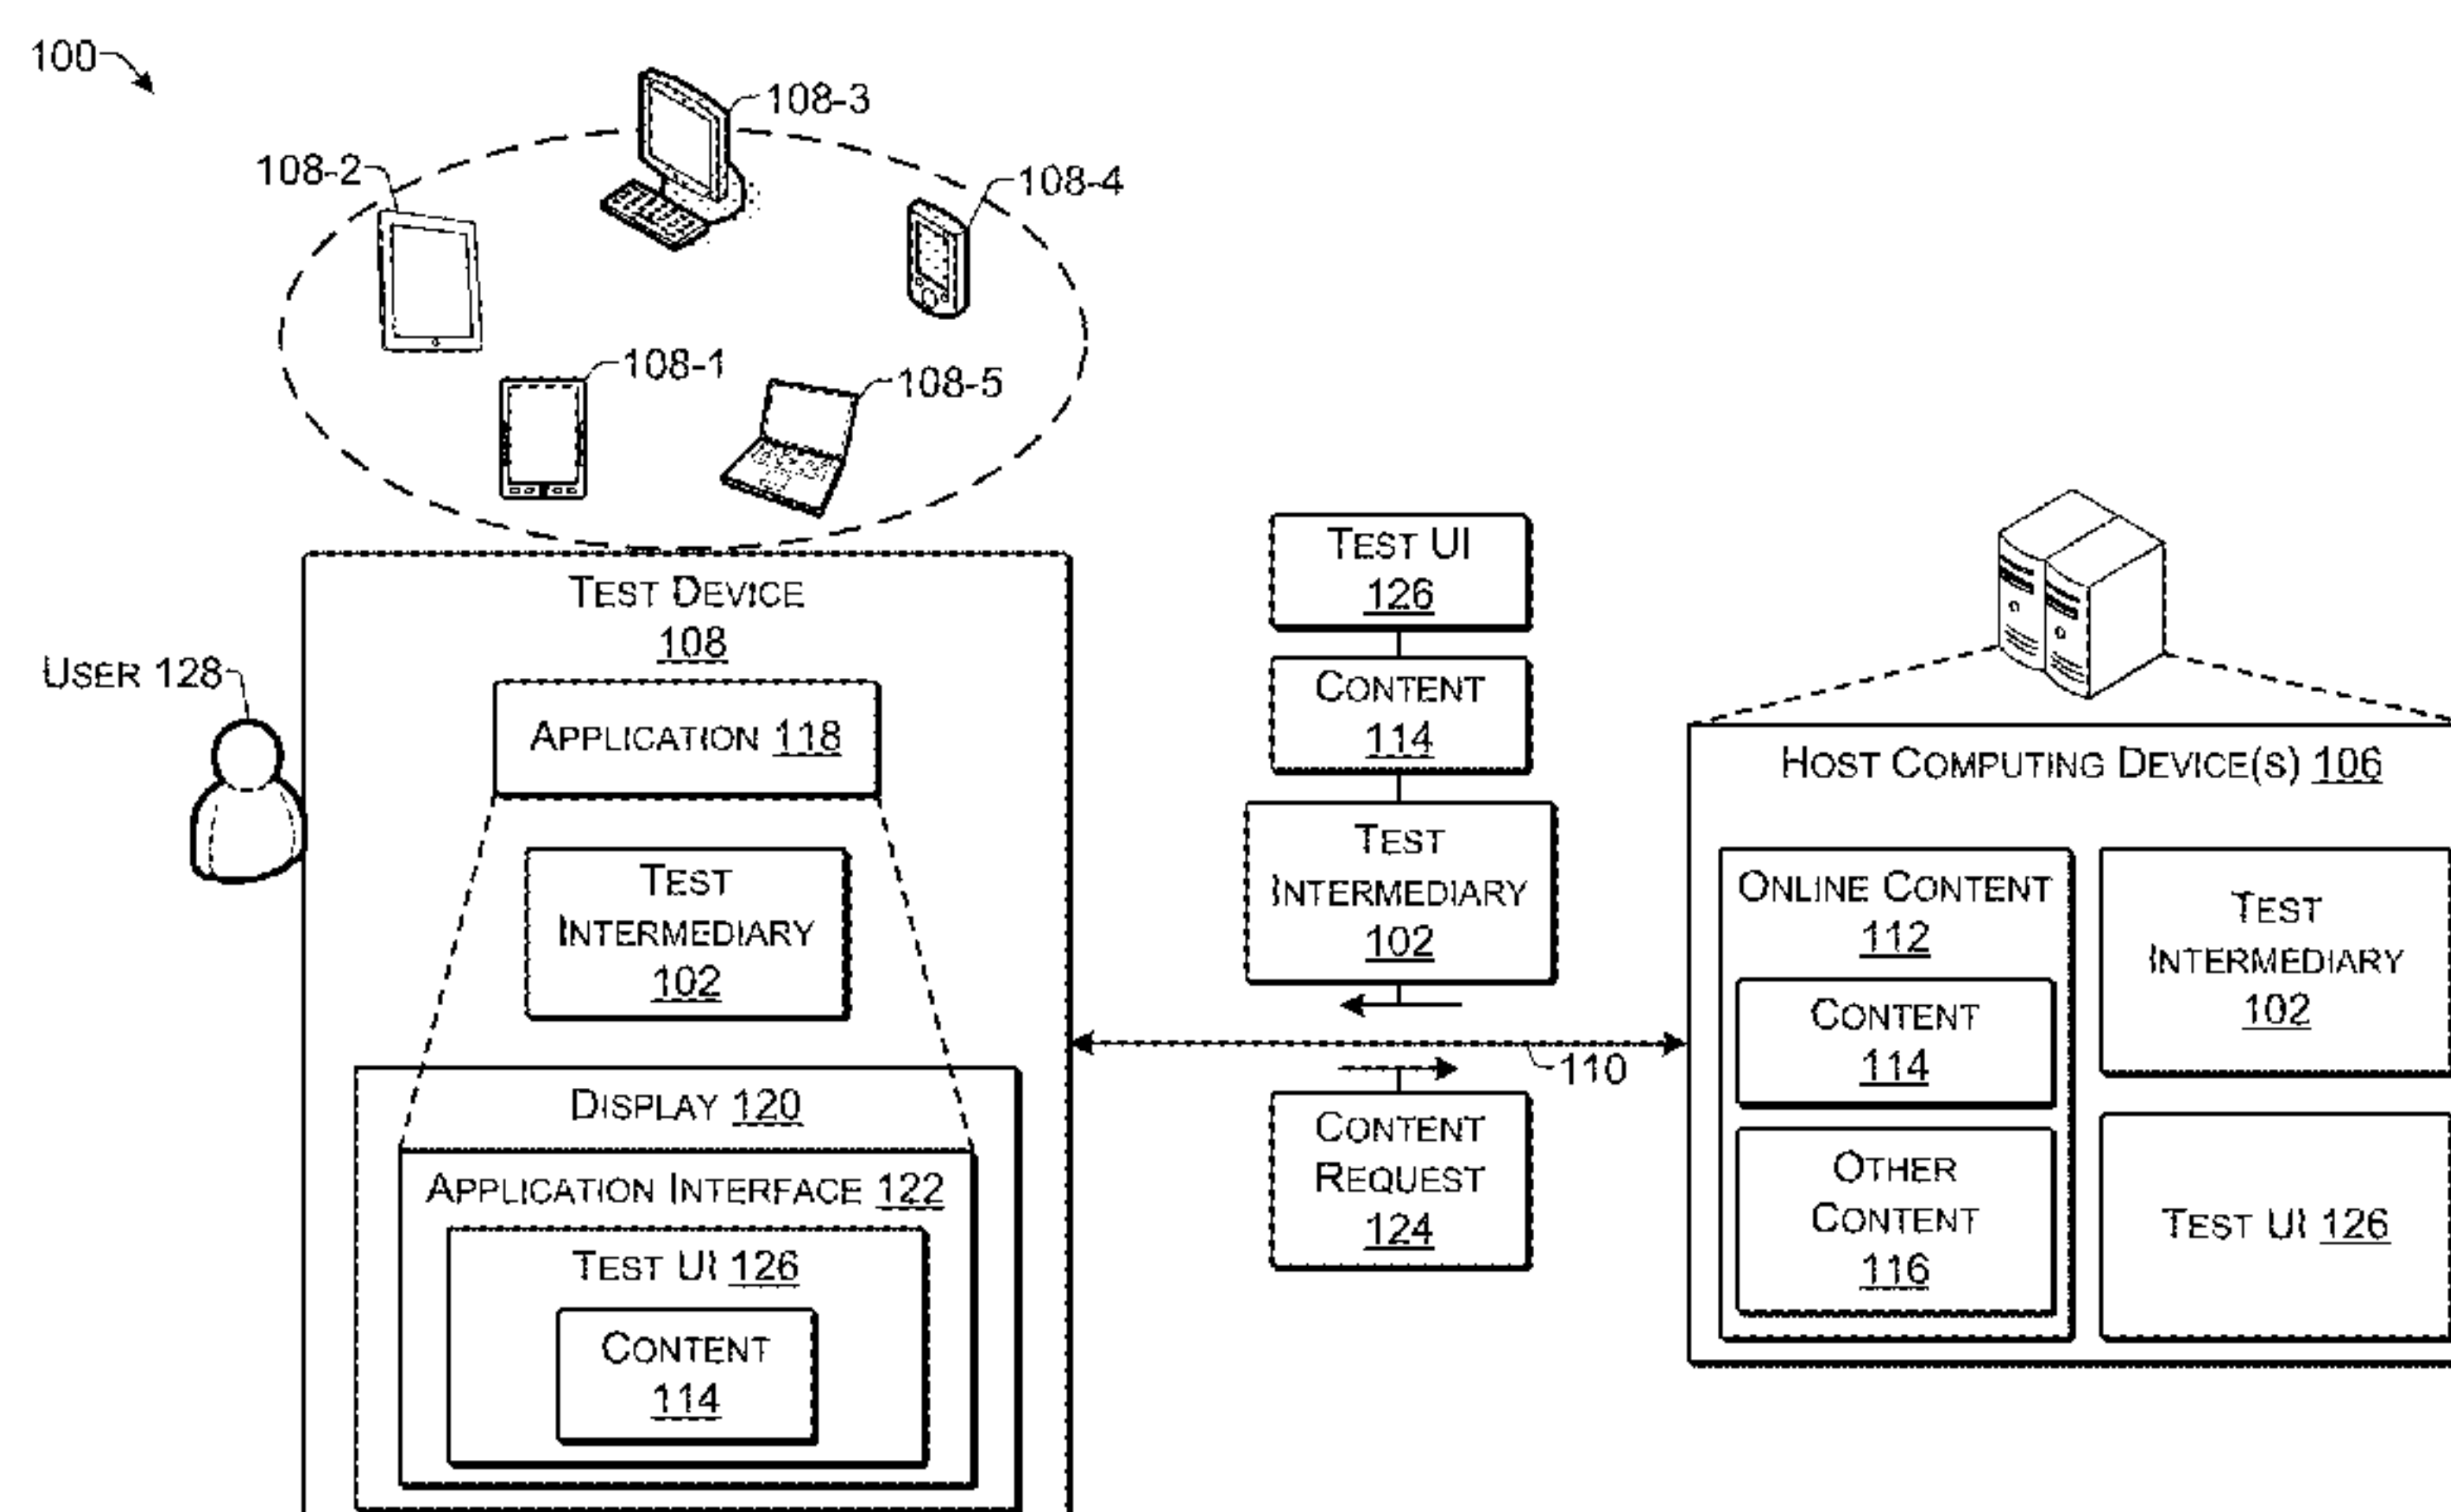 100
108-3
108-2
108-4
108-1
108-5
TEST DEVICE
108
USER 128
APPLICATION 118
TEST
INTERMEDIARY
102
DISPLAY 120
APPLICATION INTERFACE 122
TEST UI 126
CONTENT
114
TEST UI
126
CONTENT
114
TEST
INTERMEDIARY
102
110
CONTENT
REQUEST
124
HOST COMPUTING DEVICE(S) 106
ONLINE CONTENT
112
CONTENT
114
OTHER
CONTENT
116
TEST
INTERMEDIARY
102
TEST UI 126